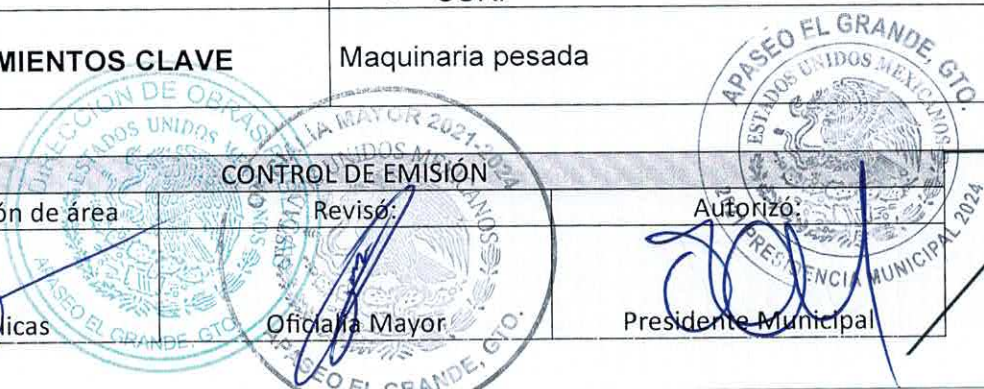 MIENTOS CLAVE Maquinaria pesada
DIRECCIÓN DE OBRAS
ESTADOS UNIDOS
APASEO EL GRANDE, GTO.
OFICIALÍA MAYOR 2021-2024
ESTADOS UNIDOS MEXICANOS
APASEO EL GRANDE, GTO.
APASEO EL GRANDE, GTO.
ESTADOS UNIDOS MEXICANOS
PRESIDENCIA MUNICIPAL 2024
CONTROL DE EMISIÓN
ón de área Revisó: Autorizó:
licas Oficialía Mayor Presidente Municipal